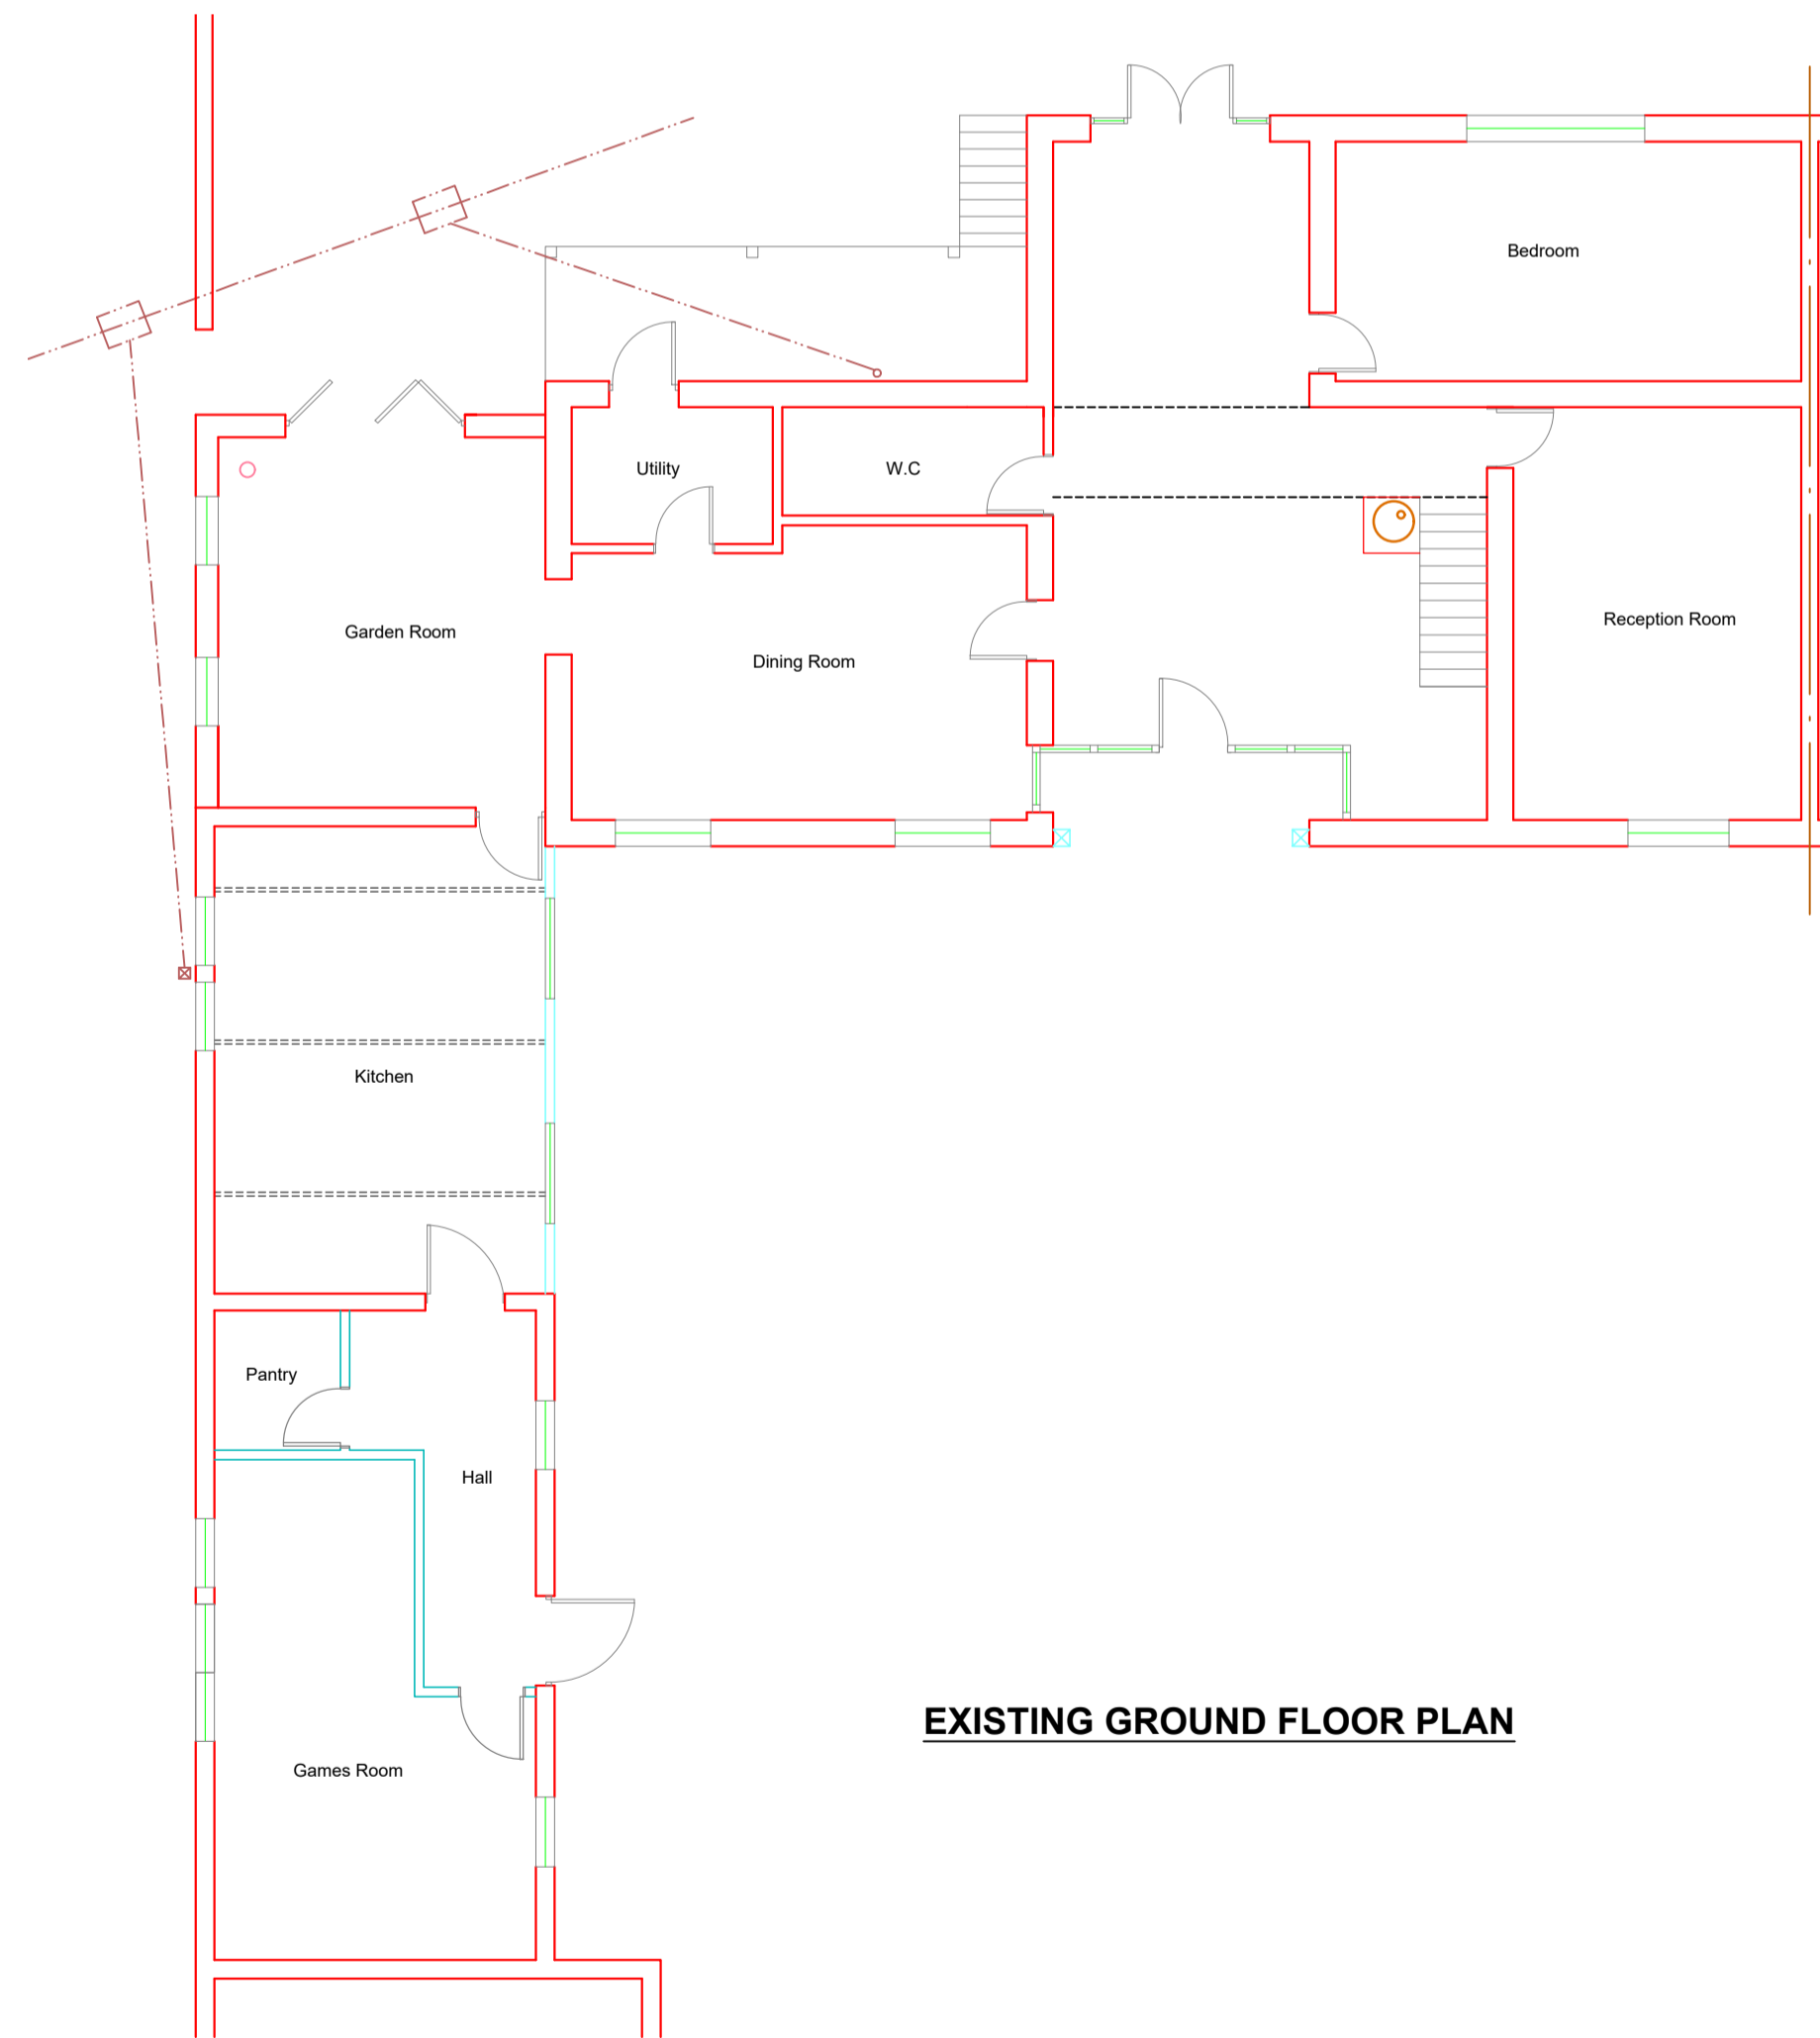 Bedroom
Utility
W.C
Garden Room
Dining Room
Reception Room
Kitchen
Pantry
Hall
EXISTING GROUND FLOOR PLAN
Games Room